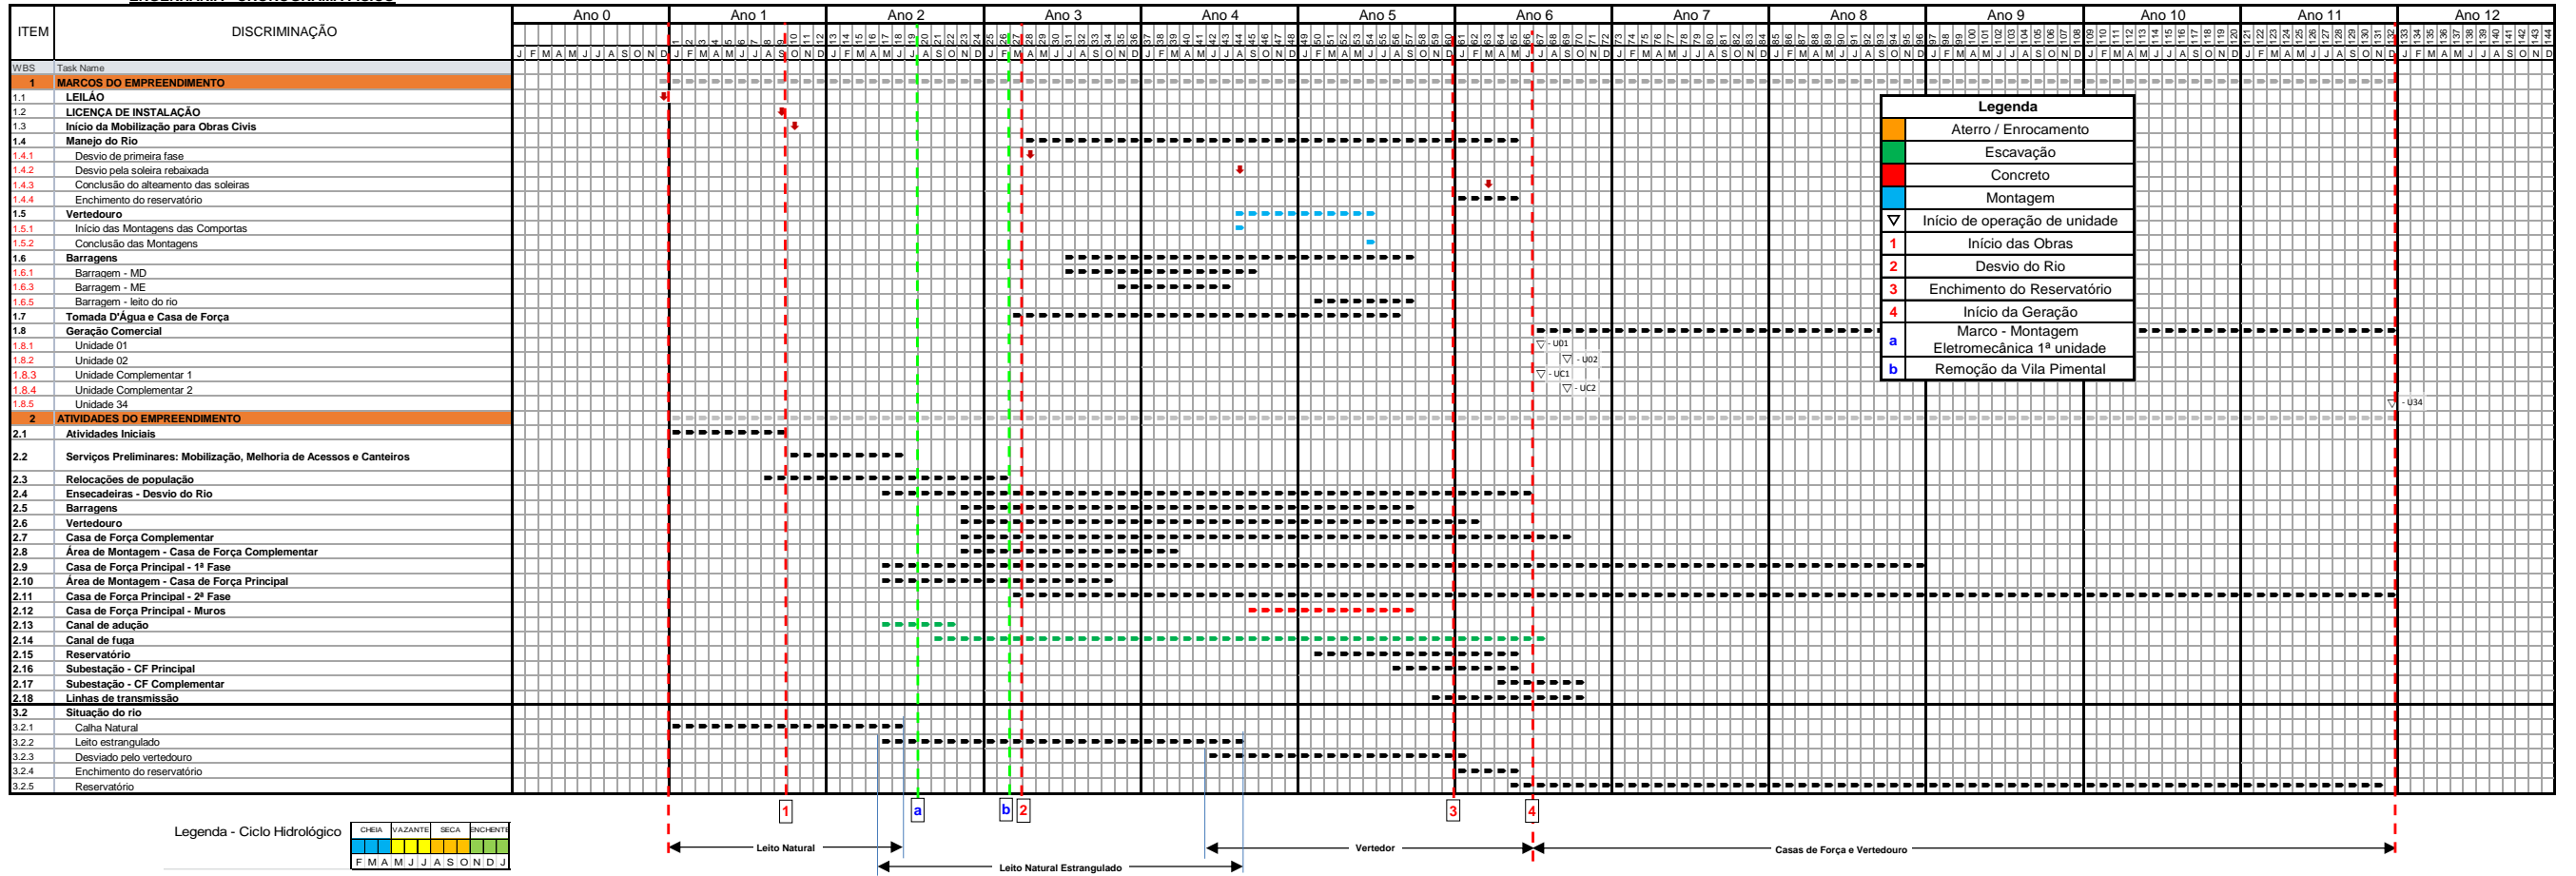 ITEM DISCRIMINAÇÃO Ano 0 Ano 1 Ano 2 Ano 3 Ano 4 Ano 5 Ano 6 Ano 7 Ano 8 Ano 9 Ano 10 Ano 11 Ano 12
J F M A M J J A S O N D J F M A M J J A S O N D J F M A M J J A S O N D J F M A M J J A S O N D J F M A M J J A S O N D J F M A M J J A S O N D J F M A M J J A S O N D J F M A M J J A S O N D J F M A M J J A S O N D J F M A M J J A S O N D J F M A M J J A S O N D J F M A M J J A S O N D J F M A M J J A S O N D
WBS Task Name
1 MARCOS DO EMPREENDIMENTO
1.1 LEILÃO
1.2 LICENÇA DE INSTALAÇÃO
1.3 Início da Mobilização para Obras Civis
1.4 Manejo do Rio
1.4.1 Desvio de primeira fase
1.4.2 Desvio pela soleira rebaixada
1.4.3 Conclusão do alteamento das soleiras
1.4.4 Enchimento do reservatório
1.5 Vertedouro
1.5.1 Início das Montagens das Comportas
1.5.2 Conclusão das Montagens
1.6 Barragens
1.6.1 Barragem - MD
1.6.3 Barragem - ME
1.6.5 Barragem - leito do rio
1.7 Tomada D'Água e Casa de Força
1.8 Geração Comercial
1.8.1 Unidade 01 - U01
1.8.2 Unidade 02 - U02
1.8.3 Unidade Complementar 1 - UC1
1.8.4 Unidade Complementar 2 - UC2
1.8.5 Unidade 34 - U34
2 ATIVIDADES DO EMPREENDIMENTO
2.1 Atividades Iniciais
2.2 Serviços Preliminares: Mobilização, Melhoria de Acessos e Canteiros
2.3 Relocações de população
2.4 Ensecadeiras - Desvio do Rio
2.5 Barragens
2.6 Vertedouro
2.7 Casa de Força Complementar
2.8 Área de Montagem - Casa de Força Complementar
2.9 Casa de Força Principal - 1ª Fase
2.10 Área de Montagem - Casa de Força Principal
2.11 Casa de Força Principal - 2ª Fase
2.12 Casa de Força Principal - Muros
2.13 Canal de adução
2.14 Canal de fuga
2.15 Reservatório
2.16 Subestação - CF Principal
2.17 Subestação - CF Complementar
2.18 Linhas de transmissão
3.2 Situação do rio
3.2.1 Calha Natural
3.2.2 Leito estrangulado
3.2.3 Desviado pelo vertedouro
3.2.4 Enchimento do reservatório
3.2.5 Reservatório
Legenda
Aterro / Enrocamento
Escavação
Concreto
Montagem
▽ Início de operação de unidade
1 Início das Obras
2 Desvio do Rio
3 Enchimento do Reservatório
4 Início da Geração
a Marco - Montagem
Eletromecânica 1ª unidade
b Remoção da Vila Pimental
1 a b 2 3 4
Legenda - Ciclo Hidrológico
CHEIA VAZANTE SECA ENCHENTE
F M A M J J A S O N D J
Leito Natural Vertedor Casas de Força e Vertedouro
Leito Natural Estrangulado